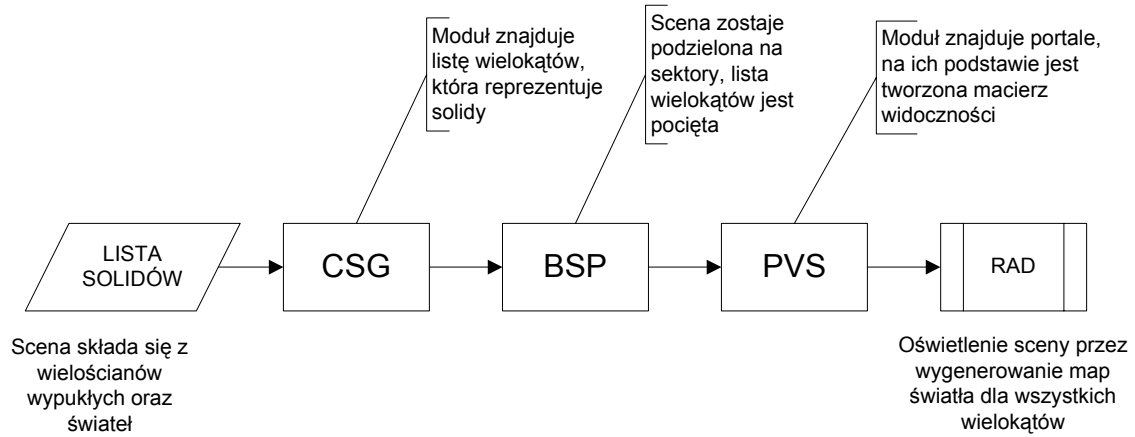 Moduł znajduje
listę wielokątów,
która reprezentuje
solidy
Scena zostaje
podzielona na
sektory, lista
wielokątów jest
pocięta
Moduł znajduje portale,
na ich podstawie jest
tworzona macierz
widoczności
LISTA
SOLIDÓW
CSG
BSP
PVS
RAD
Scena składa się z
wielościanów
wypukłych oraz
świateł
Oświetlenie sceny przez
wygenerowanie map
światła dla wszystkich
wielokątów